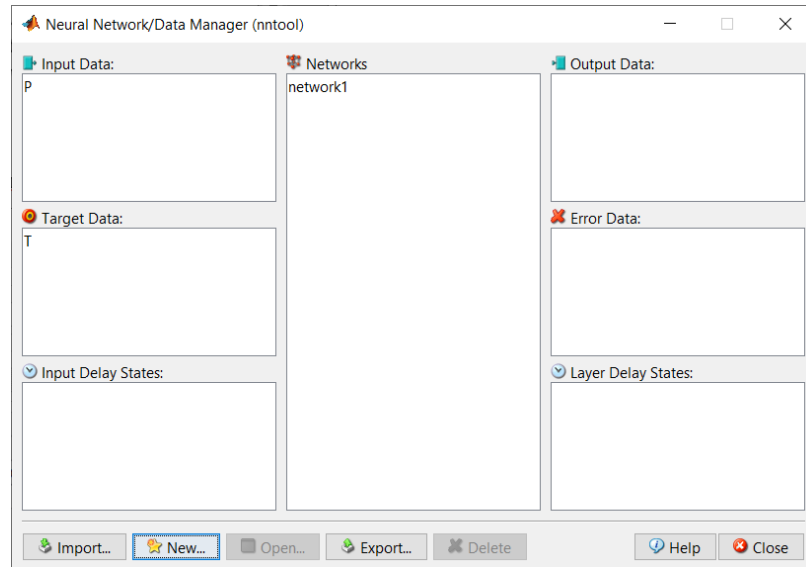 Neural Network/Data Manager (nntool)
Input Data:
P
Networks
network1
Output Data:
Target Data:
T
Error Data:
Input Delay States:
Layer Delay States:
Import...
New...
Open...
Export...
Delete
Help
Close